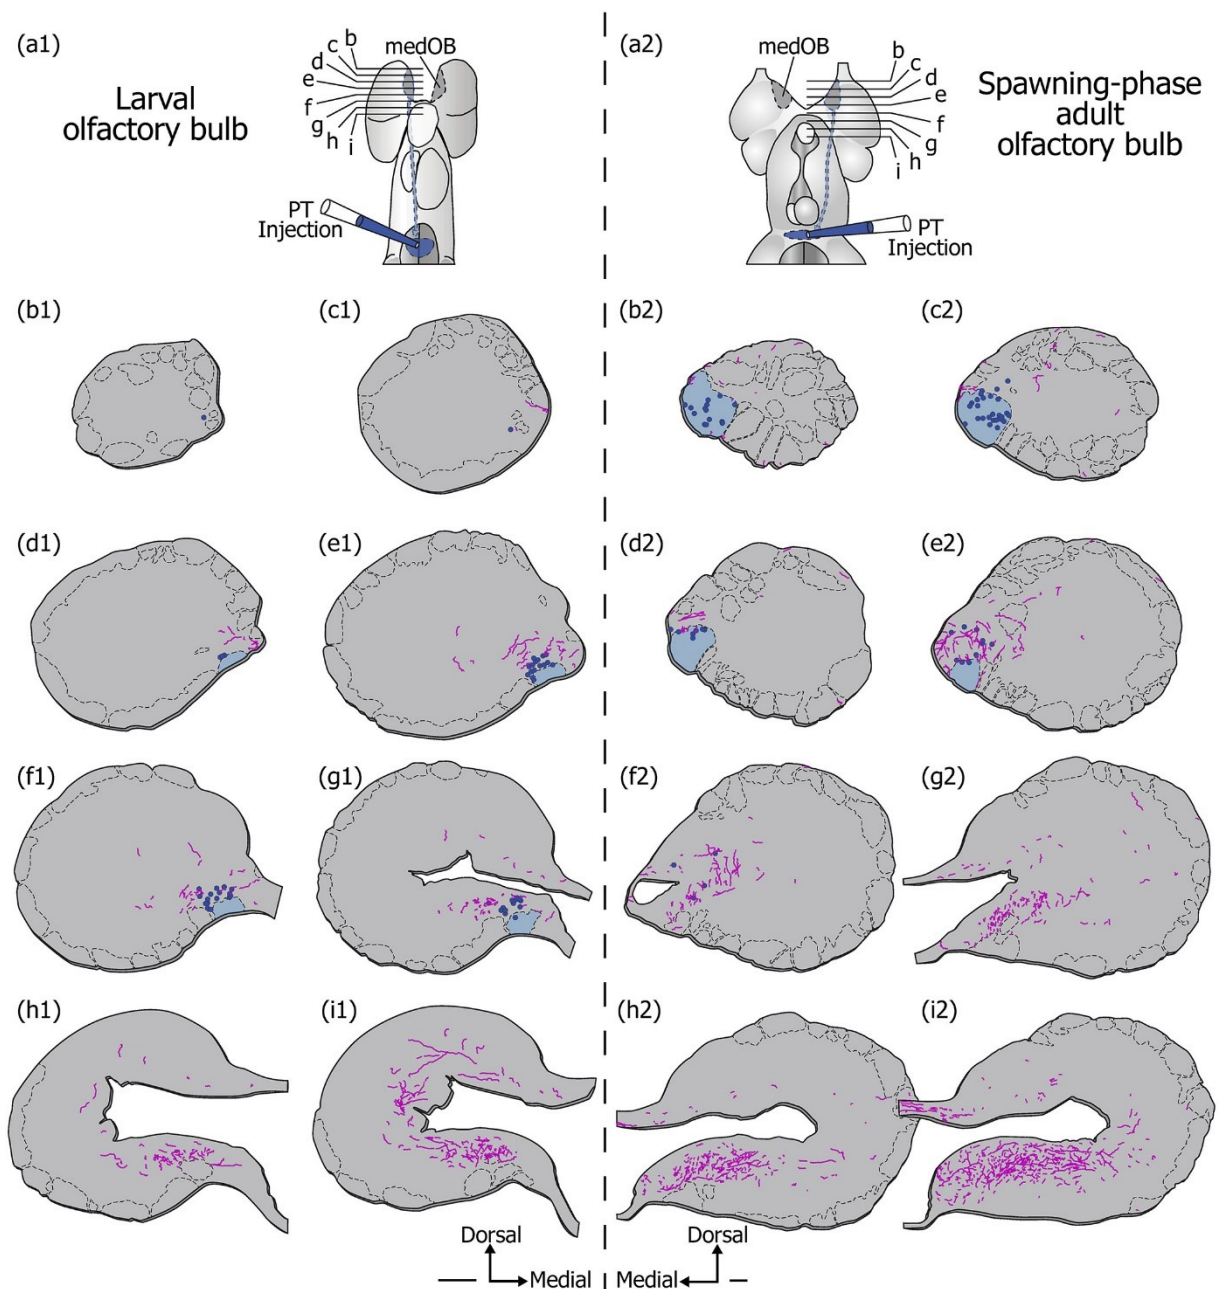 (a1)
Larval
olfactory bulb
b
c
d
e
f
g
h
i
medOB
PT
Injection
(a2)
medOB
b
c
d
e
f
g
h
i
PT
Injection
Spawning-phase
adult
olfactory bulb
(b1)
(c1)
(b2)
(c2)
(d1)
(e1)
(d2)
(e2)
(f1)
(g1)
(f2)
(g2)
(h1)
(i1)
(h2)
(i2)
Dorsal
Medial
Dorsal
Medial